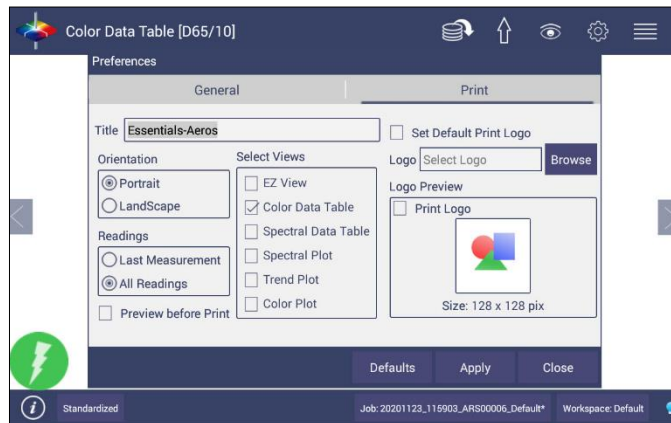 Color Data Table [D65/10]
Preferences
General
Print
Title Essentials-Aeros
Orientation
Portrait
LandScape
Readings
Last Measurement
All Readings
Preview before Print
Select Views
EZ View
Color Data Table
Spectral Data Table
Spectral Plot
Trend Plot
Color Plot
Set Default Print Logo
Logo Select Logo Browse
Logo Preview
Print Logo
Size: 128 x 128 pix
Defaults Apply Close
Standardized Job: 20201123_115903_ARS00006_Default* Workspace: Default